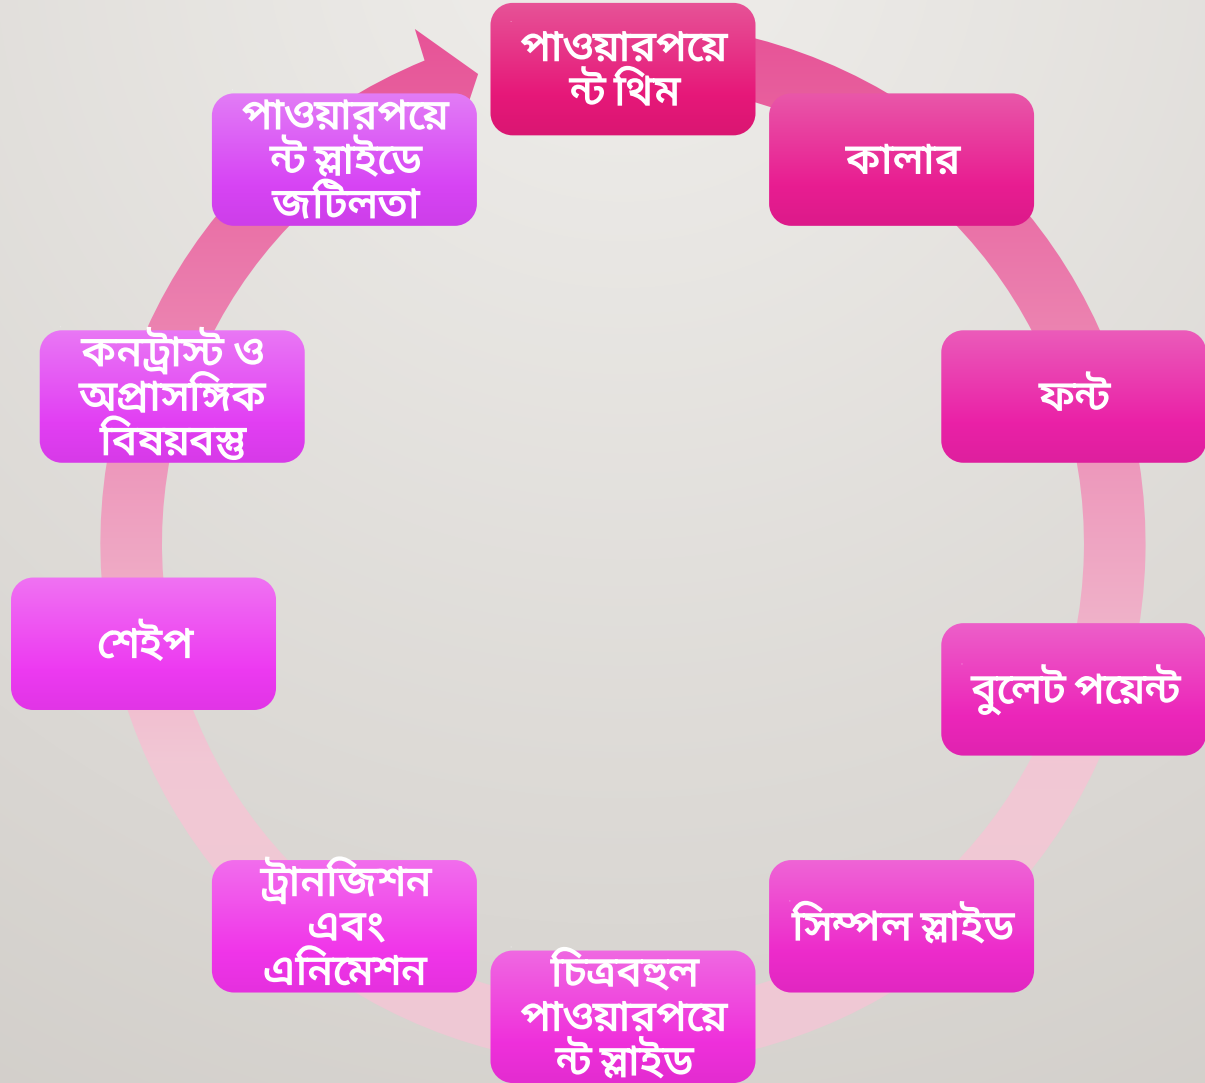 পাওয়ারপয়ে
ন্ট থিম
কালার
ফন্ট
বুলেট পয়েন্ট
সিম্পল স্লাইড
চিত্রবহুল
পাওয়ারপয়ে
ন্ট স্লাইড
ট্রানজিশন
এবং
এনিমেশন
শেইপ
কনট্রাস্ট ও
অপ্রাসঙ্গিক
বিষয়বস্তু
পাওয়ারপয়ে
ন্ট স্লাইডে
জটিলতা